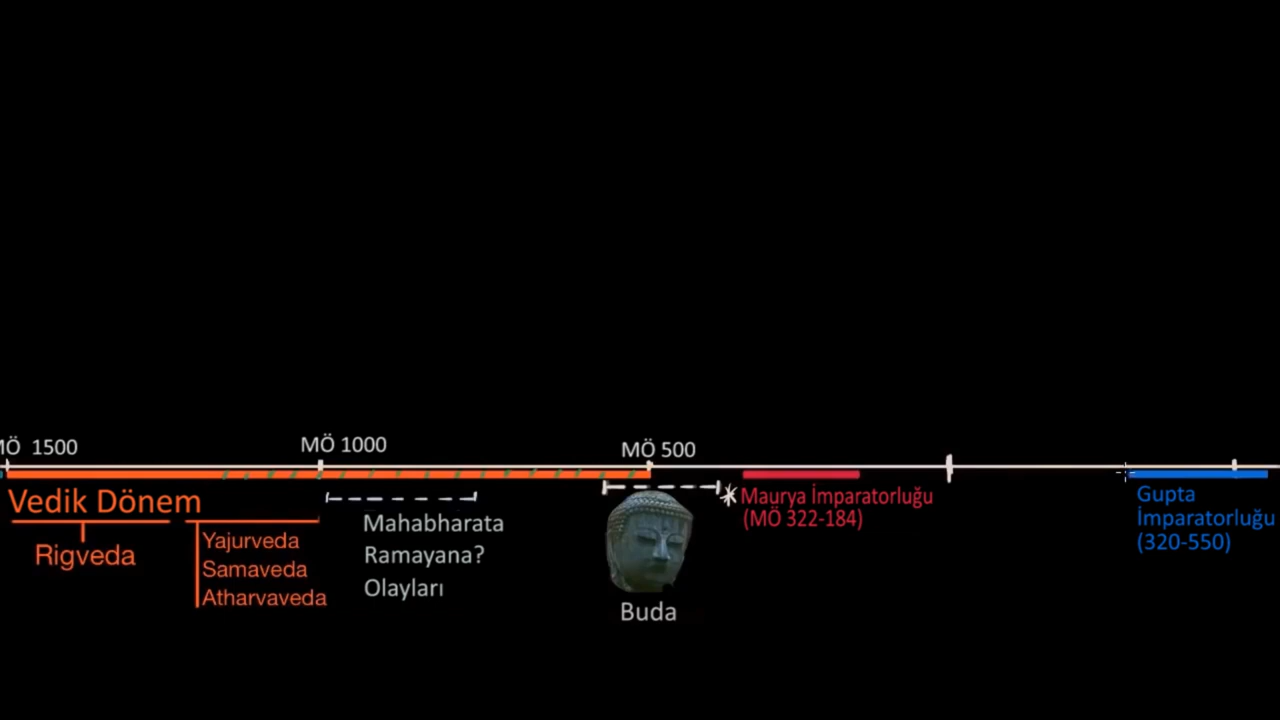 MÖ 1500
MÖ 1000
MÖ 500
Vedik Dönem
Rigveda
Yajurveda
Samaveda
Atharvaveda
Mahabharata
Ramayana?
Olayları
Buda
Maurya İmparatorluğu
(MÖ 322-184)
Gupta
İmparatorluğu
(320-550)